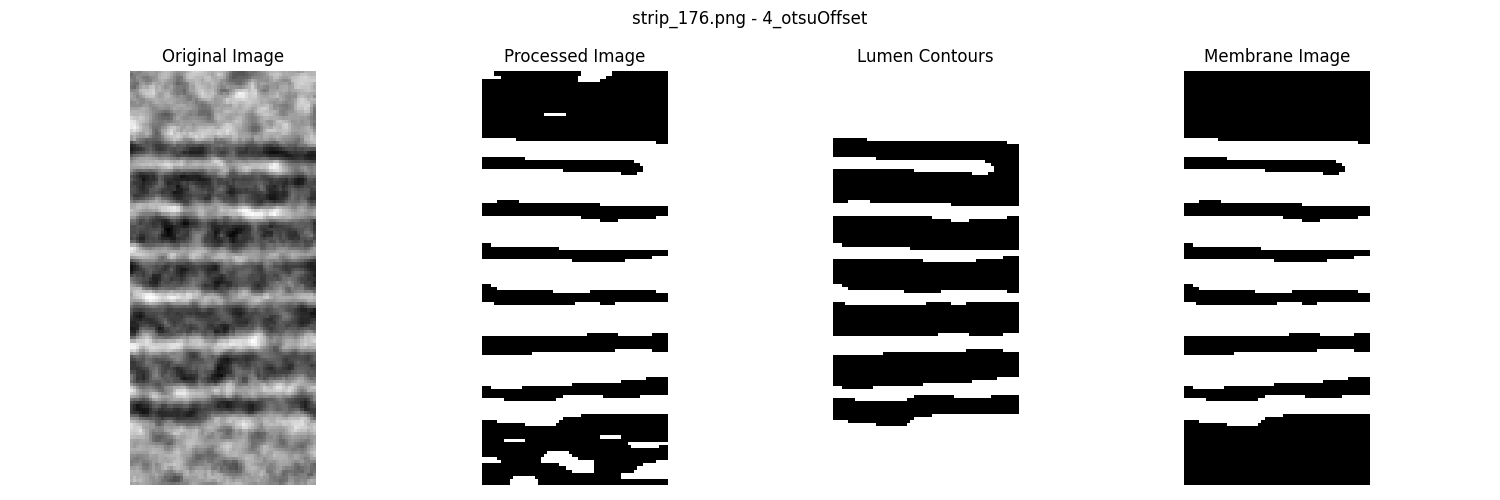 strip_176.png - 4_otsuOffset
Original Image
Processed Image
Lumen Contours
Membrane Image